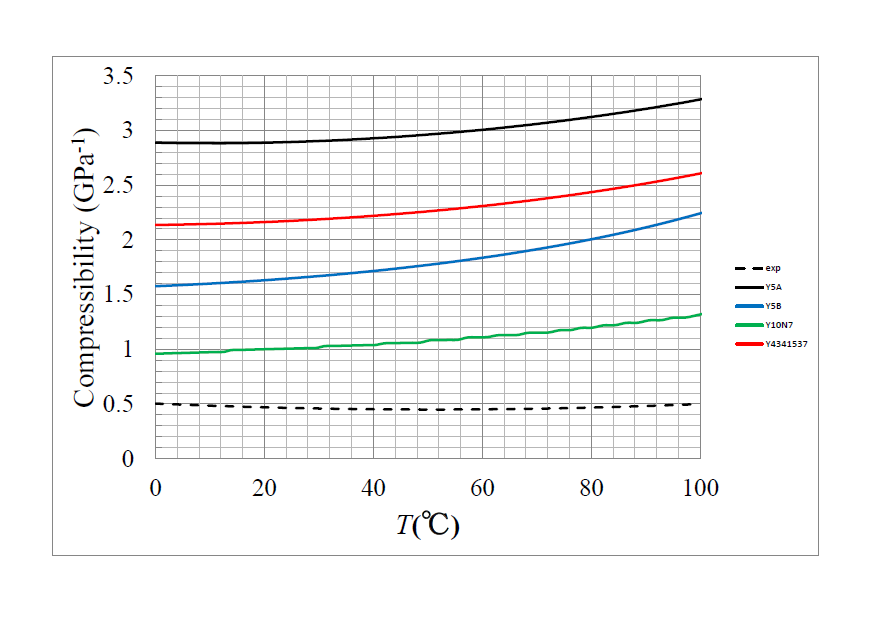 3.5
3
2.5
2
1.5
1
0.5
0
Compressibility (GPa-1)
0 20 40 60 80 100
T(℃)
exp
Y5A
Y5B
Y10N7
Y4341537